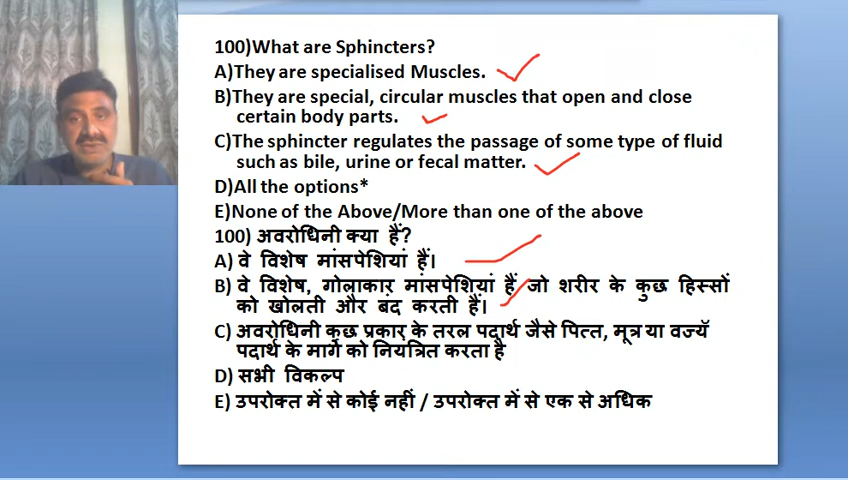 100)What are Sphincters?
A)They are specialised Muscles.
B)They are special, circular muscles that open and close
certain body parts.
C)The sphincter regulates the passage of some type of fluid
such as bile, urine or fecal matter.
D)All the options*
E)None of the Above/More than one of the above
100) अवरोधिनी क्या हैं?
A) वे विशेष मांसपेशियां हैं।
B) वे विशेष, गोलाकार मांसपेशियां हैं जो शरीर के कुछ हिस्सों
को खोलती और बंद करती हैं।
C) अवरोधिनी कुछ प्रकार के तरल पदार्थ जैसे पित्त, मूत्र या वर्ज्य
पदार्थ के मार्ग को नियंत्रित करता है
D) सभी विकल्प
E) उपरोक्त में से कोई नहीं / उपरोक्त में से एक से अधिक